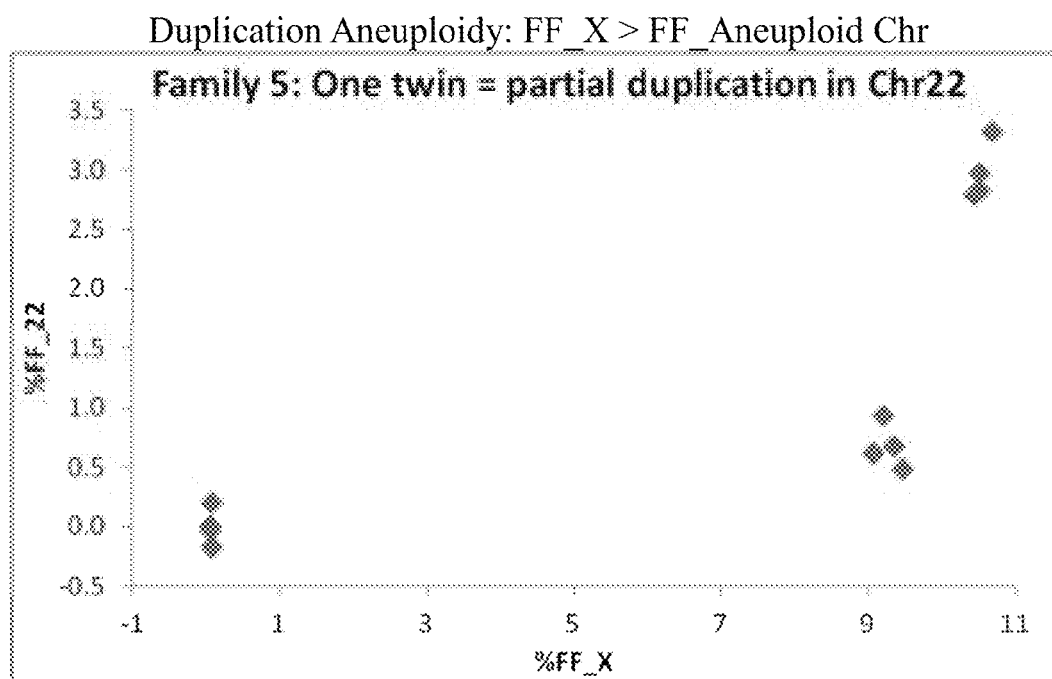 Duplication Aneuploidy: FF_X > FF_Aneuploid Chr
Family 5: One twin = partial duplication in Chr22
3.5
3.0
2.5
2.0
1.5
1.0
0.5
0.0
-0.5
%FF_22
-1 1 3 5 7 9 11
%FF_X